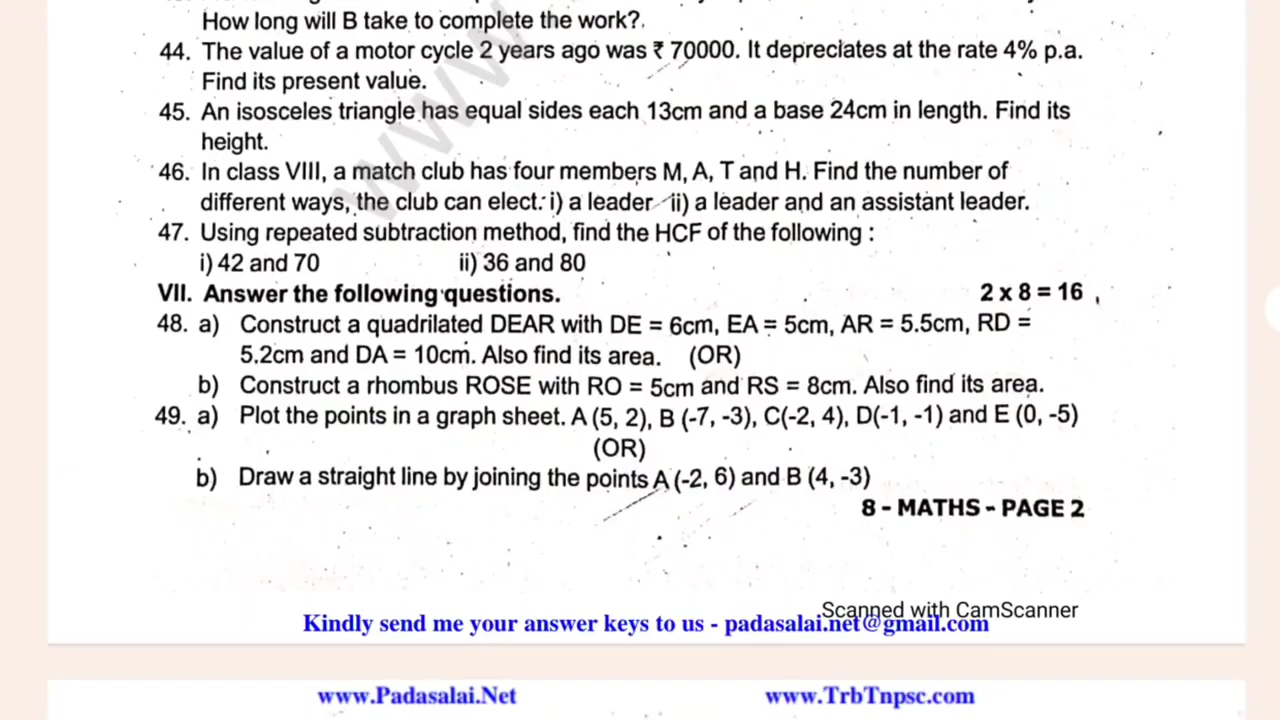 How long will B take to complete the work?
44. The value of a motor cycle 2 years ago was ₹ 70000. It depreciates at the rate 4% p.a.
Find its present value.
45. An isosceles triangle has equal sides each 13cm and a base 24cm in length. Find its
height.
46. In class VIII, a match club has four members M, A, T and H. Find the number of
different ways, the club can elect: i) a leader ii) a leader and an assistant leader.
47. Using repeated subtraction method, find the HCF of the following :
i) 42 and 70 ii) 36 and 80
VII. Answer the following questions. 2 x 8 = 16
48. a) Construct a quadrilated DEAR with DE = 6cm, EA = 5cm, AR = 5.5cm, RD =
5.2cm and DA = 10cm. Also find its area. (OR)
b) Construct a rhombus ROSE with RO = 5cm and RS = 8cm. Also find its area.
49. a) Plot the points in a graph sheet. A (5, 2), B (-7, -3), C(-2, 4), D(-1, -1) and E (0, -5)
(OR)
b) Draw a straight line by joining the points A (-2, 6) and B (4, -3)
8 - MATHS - PAGE 2
Scanned with CamScanner
Kindly send me your answer keys to us - padasalai.net@gmail.com
www.Padasalai.Net www.TrbTnpsc.com
www